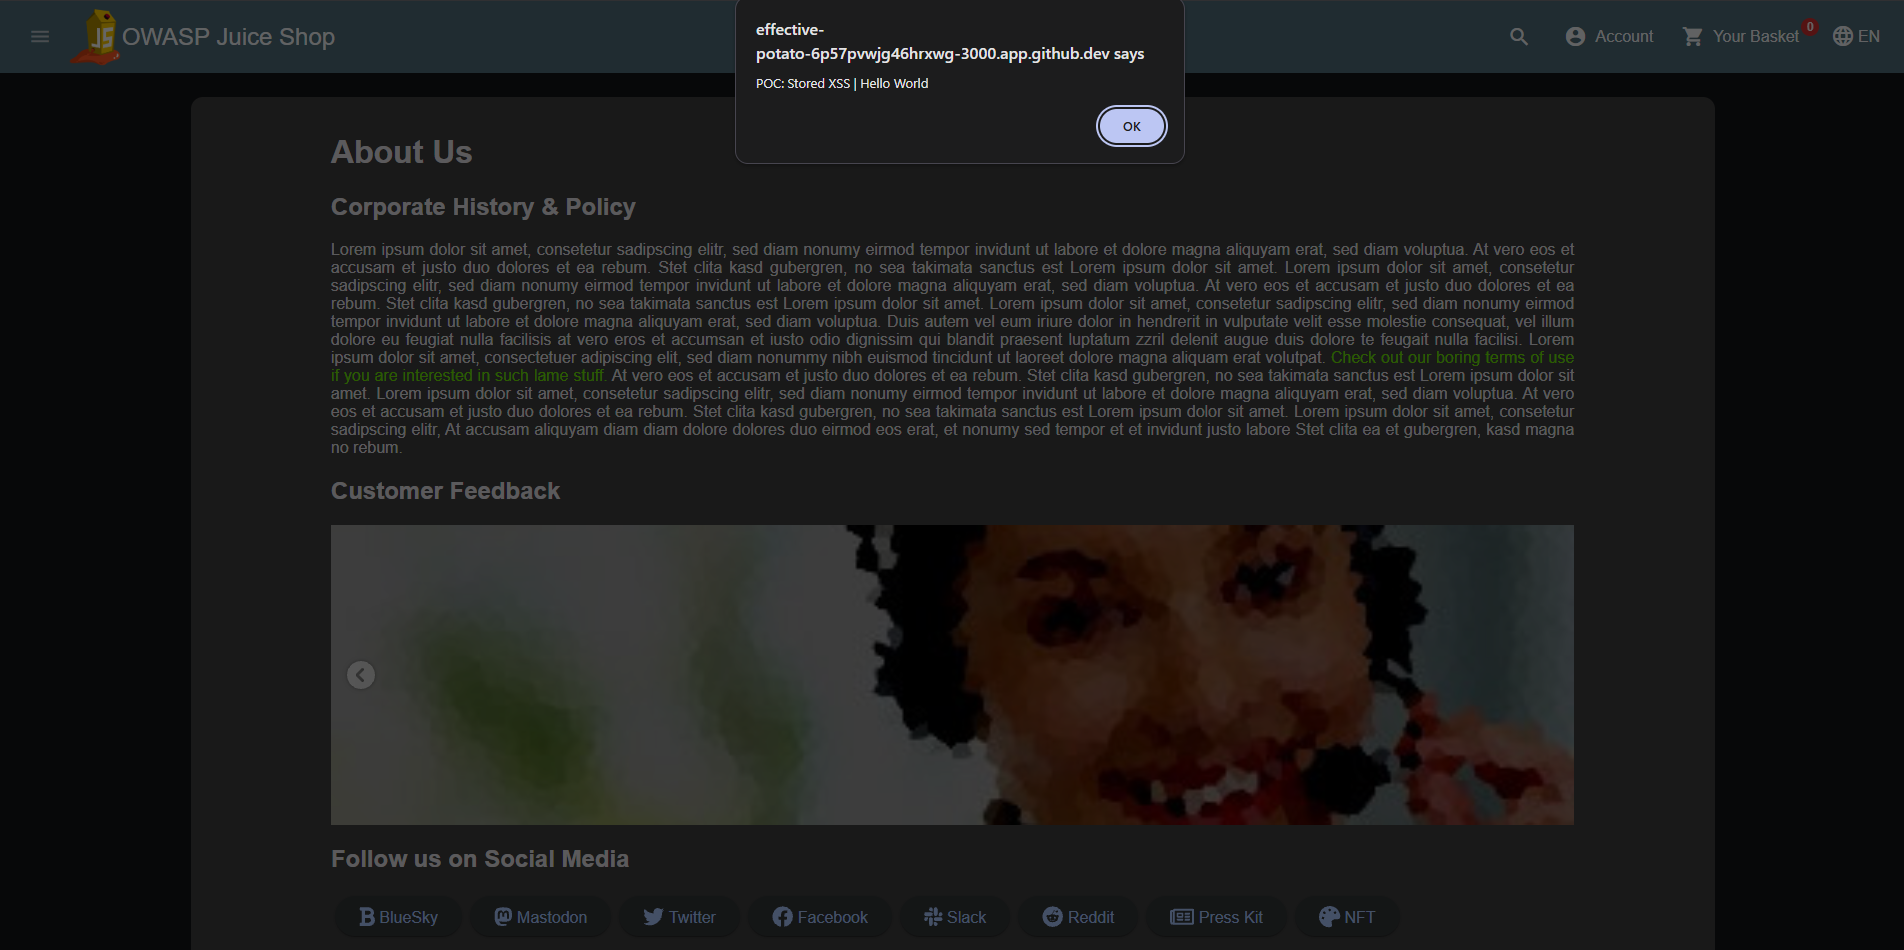 OWASP Juice Shop
Account
Your Basket
0
EN
effective-
potato-6p57pvwjg46hrxwg-3000.app.github.dev says
POC: Stored XSS | Hello World
OK
About Us
Corporate History & Policy
Lorem ipsum dolor sit amet, consetetur sadipscing elitr, sed diam nonumy eirmod tempor invidunt ut labore et dolore magna aliquyam erat, sed diam voluptua. At vero eos et
accusam et justo duo dolores et ea rebum. Stet clita kasd gubergren, no sea takimata sanctus est Lorem ipsum dolor sit amet. Lorem ipsum dolor sit amet, consetetur
sadipscing elitr, sed diam nonumy eirmod tempor invidunt ut labore et dolore magna aliquyam erat, sed diam voluptua. At vero eos et accusam et justo duo dolores et ea
rebum. Stet clita kasd gubergren, no sea takimata sanctus est Lorem ipsum dolor sit amet. Lorem ipsum dolor sit amet, consetetur sadipscing elitr, sed diam nonumy eirmod
tempor invidunt ut labore et dolore magna aliquyam erat, sed diam voluptua. Duis autem vel eum iriure dolor in hendrerit in vulputate velit esse molestie consequat, vel illum
dolore eu feugiat nulla facilisis at vero eros et accumsan et iusto odio dignissim qui blandit praesent luptatum zzril delenit augue duis dolore te feugait nulla facilisi. Lorem
ipsum dolor sit amet, consectetuer adipiscing elit, sed diam nonummy nibh euismod tincidunt ut laoreet dolore magna aliquam erat volutpat. Check out our boring terms of use
if you are interested in such lame stuff. At vero eos et accusam et justo duo dolores et ea rebum. Stet clita kasd gubergren, no sea takimata sanctus est Lorem ipsum dolor sit
amet. Lorem ipsum dolor sit amet, consetetur sadipscing elitr, sed diam nonumy eirmod tempor invidunt ut labore et dolore magna aliquyam erat, sed diam voluptua. At vero
eos et accusam et justo duo dolores et ea rebum. Stet clita kasd gubergren, no sea takimata sanctus est Lorem ipsum dolor sit amet. Lorem ipsum dolor sit amet, consetetur
sadipscing elitr, At accusam aliquyam diam diam dolore dolores duo eirmod eos erat, et nonumy sed tempor et et invidunt justo labore Stet clita ea et gubergren, kasd magna
no rebum.
Customer Feedback
Follow us on Social Media
BlueSky
Mastodon
Twitter
Facebook
Slack
Reddit
Press Kit
NFT